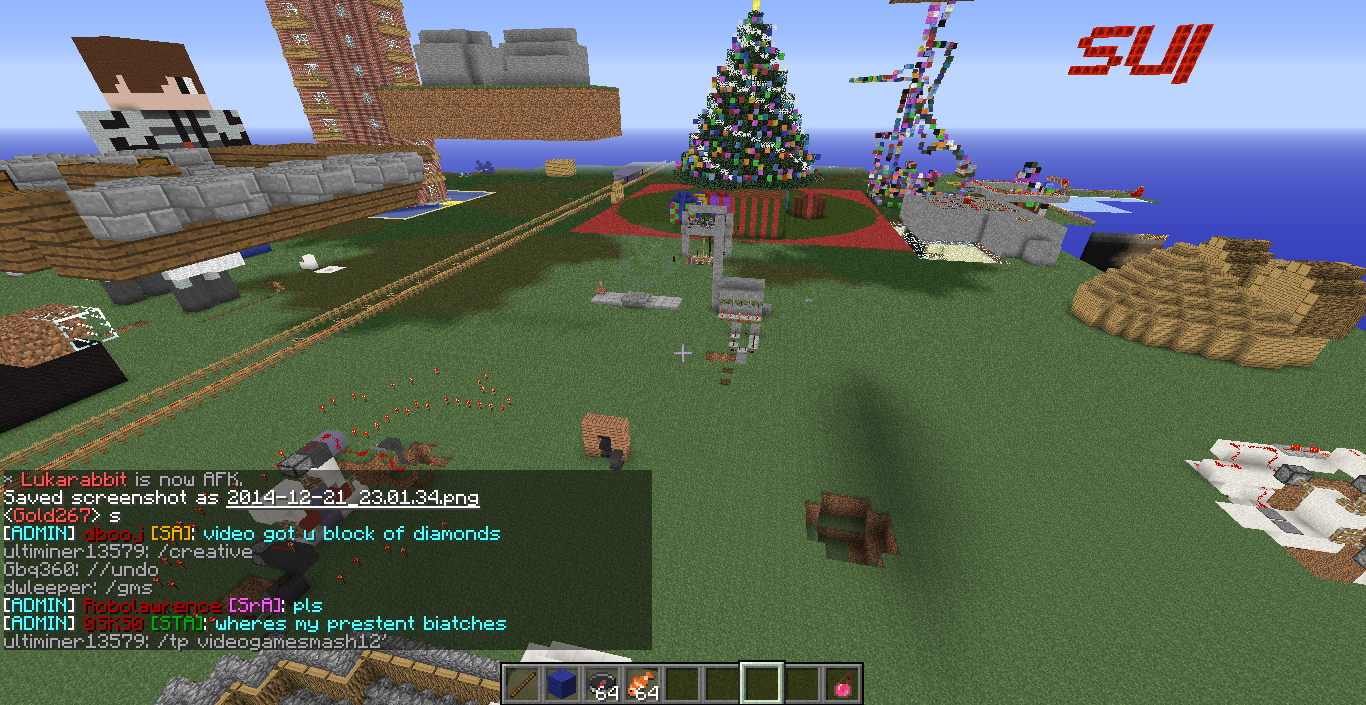 SUJ
* Lukarabbit is now AFK.
Saved screenshot as 2014-12-21_23.01.34.png
<Gold267> s
[ADMIN] dbooj [SA]: video got u block of diamonds
ultiminer13579: /creative
Gbq360: //undo
dwleeper: /gms
[ADMIN] Robolawrence [SrA]: pls
[ADMIN] 0SKS0 [STA]: wheres my prestent biatches
ultiminer13579: /tp videogamesmash12'
64 64